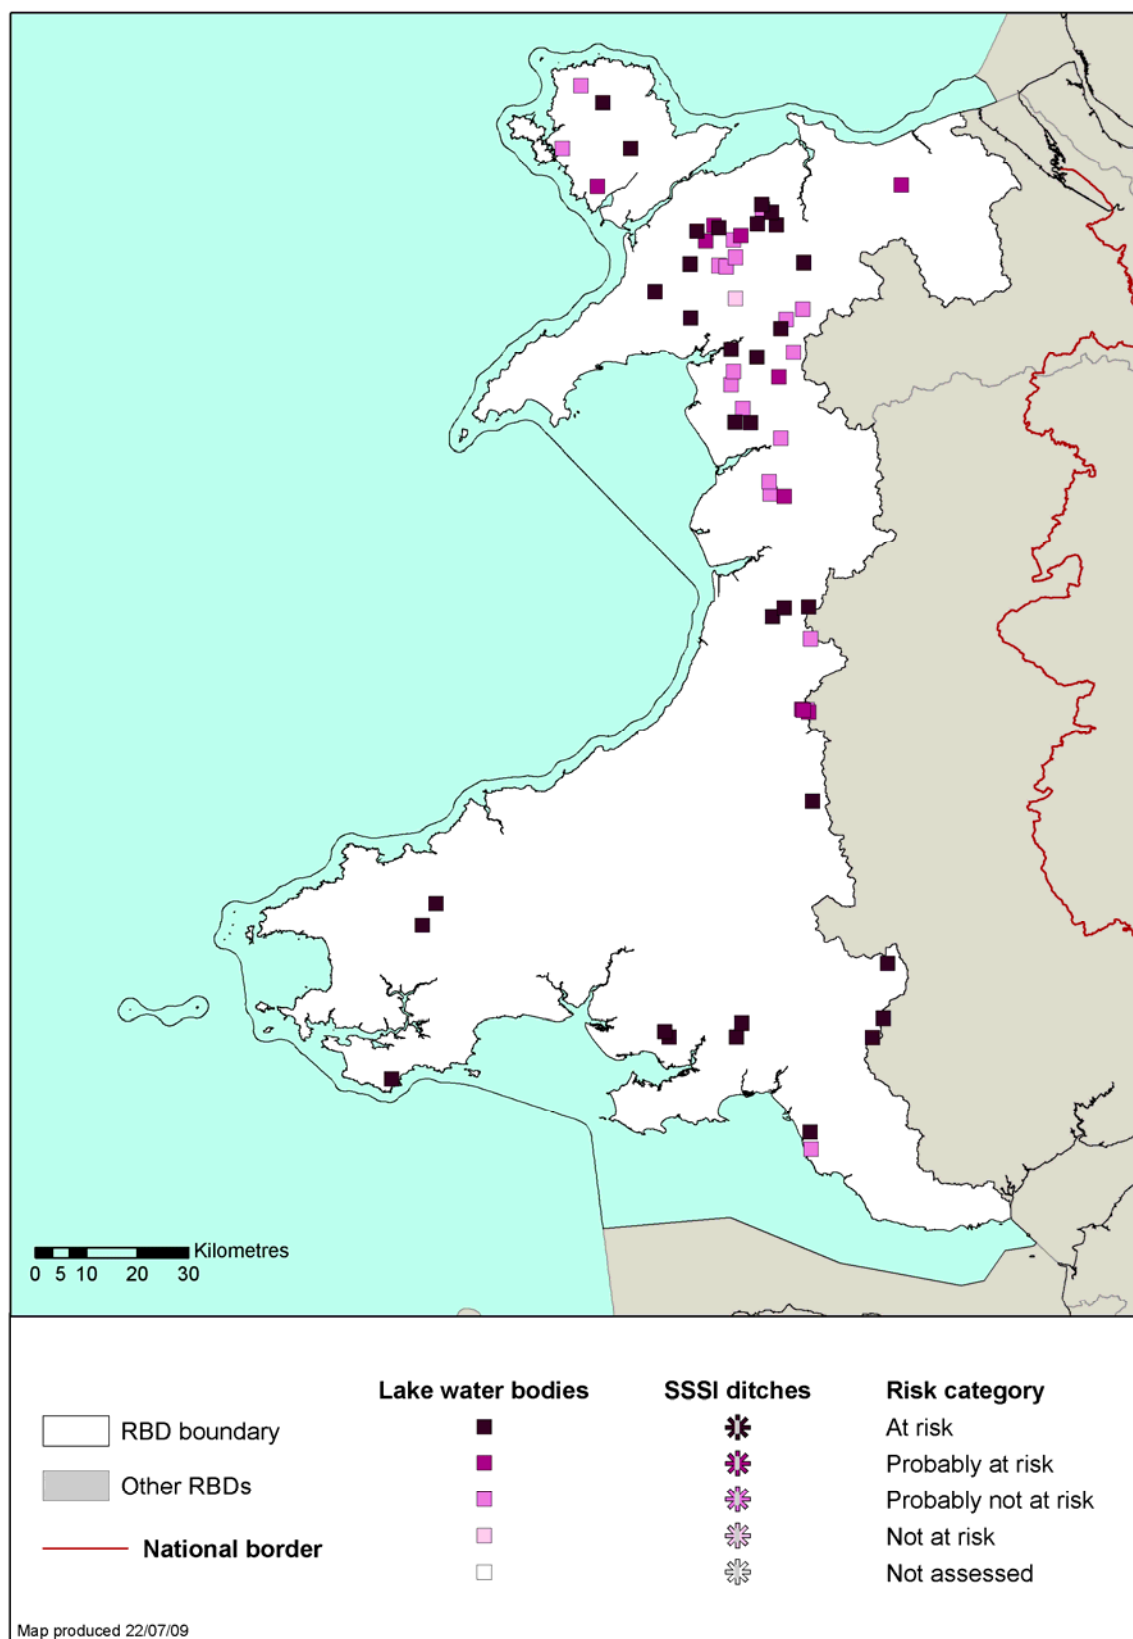 Kilometres
0 5 10 20 30
Lake water bodies SSSI ditches Risk category
RBD boundary At risk
Other RBDs Probably at risk
National border Probably not at risk
Not at risk
Not assessed
Map produced 22/07/09